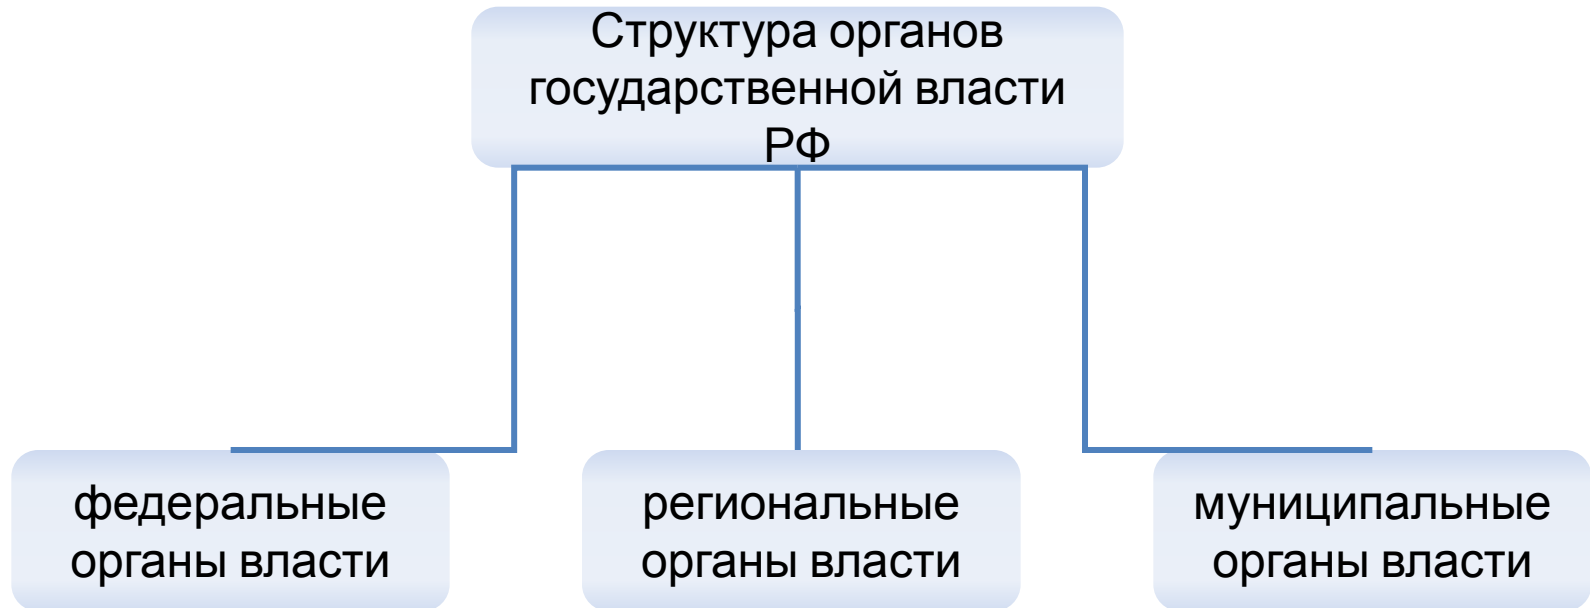 Структура органов
государственной власти
РФ
федеральные
органы власти
региональные
органы власти
муниципальные
органы власти